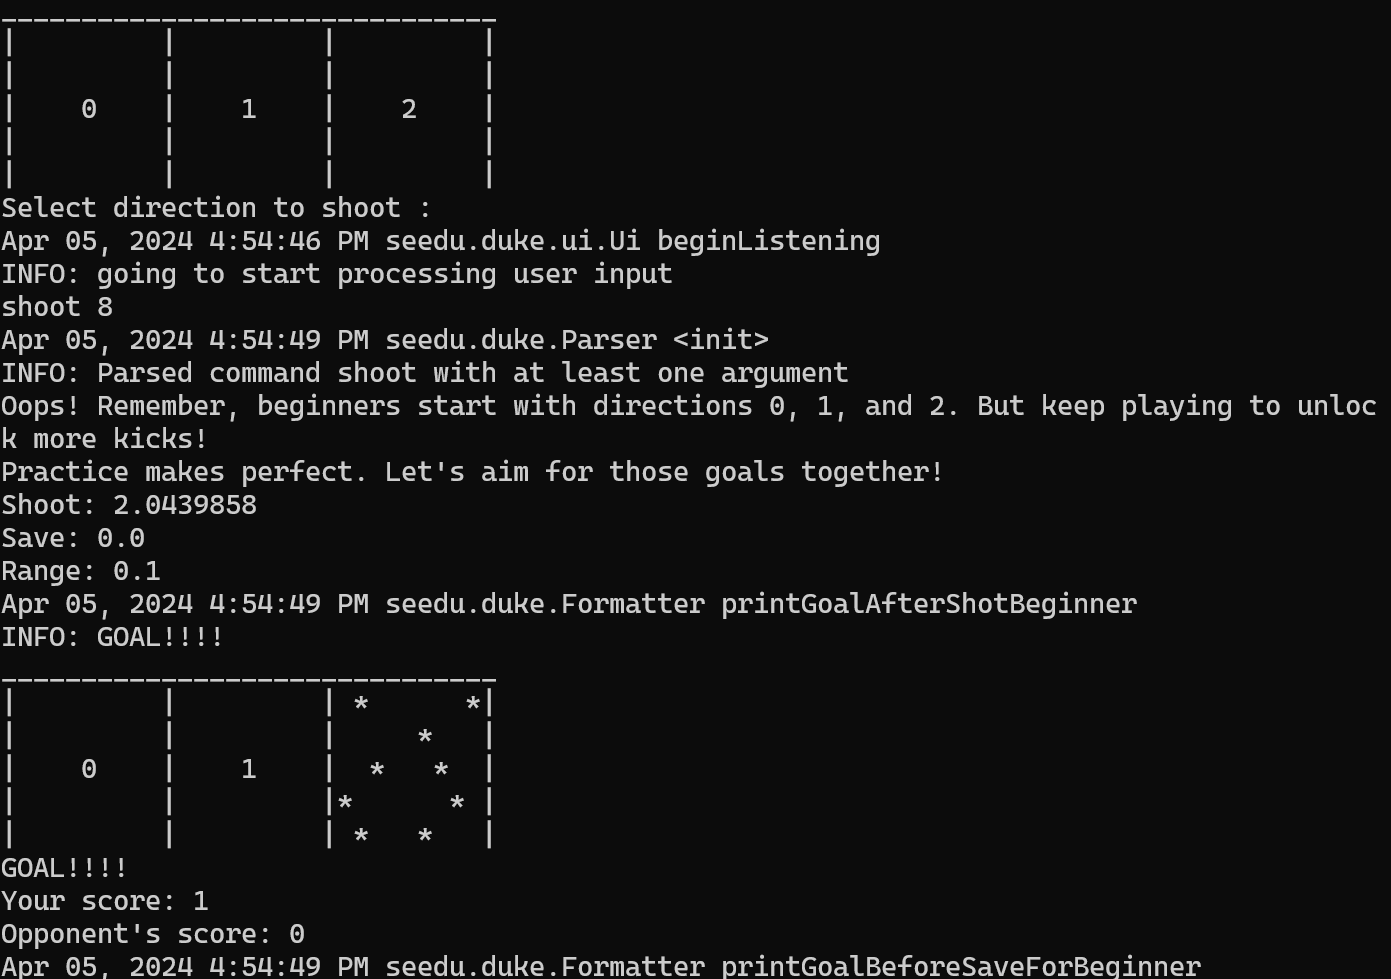 _______________________________
|         |         |         |
|         |         |         |
|    0    |    1    |    2    |
|         |         |         |
|         |         |         |
Select direction to shoot :
Apr 05, 2024 4:54:46 PM seedu.duke.ui.Ui beginListening
INFO: going to start processing user input
shoot 8
Apr 05, 2024 4:54:49 PM seedu.duke.Parser <init>
INFO: Parsed command shoot with at least one argument
Oops! Remember, beginners start with directions 0, 1, and 2. But keep playing to unloc
k more kicks!
Practice makes perfect. Let's aim for those goals together!
Shoot: 2.0439858
Save: 0.0
Range: 0.1
Apr 05, 2024 4:54:49 PM seedu.duke.Formatter printGoalAfterShotBeginner
INFO: GOAL!!!!
_______________________________
|         |         | *      *|
|         |         |     *   |
|    0    |    1    |  *   *  |
|         |         |*      * |
|         |         | *   *   |
GOAL!!!!
Your score: 1
Opponent's score: 0
Apr 05, 2024 4:54:49 PM seedu.duke.Formatter printGoalBeforeSaveForBeginner